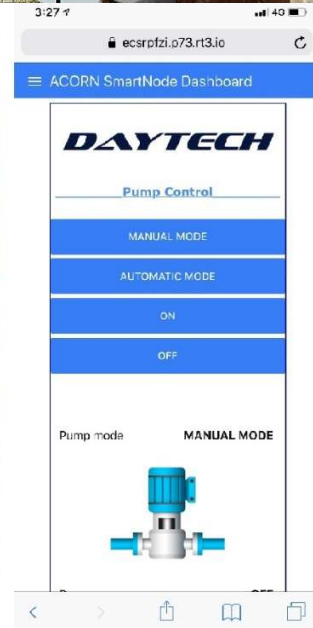 3:27
4G
ecsrpfzi.p73.rt3.io
ACORN SmartNode Dashboard
DAYTECH
Pump Control
MANUAL MODE
AUTOMATIC MODE
ON
OFF
Pump mode MANUAL MODE
OFF